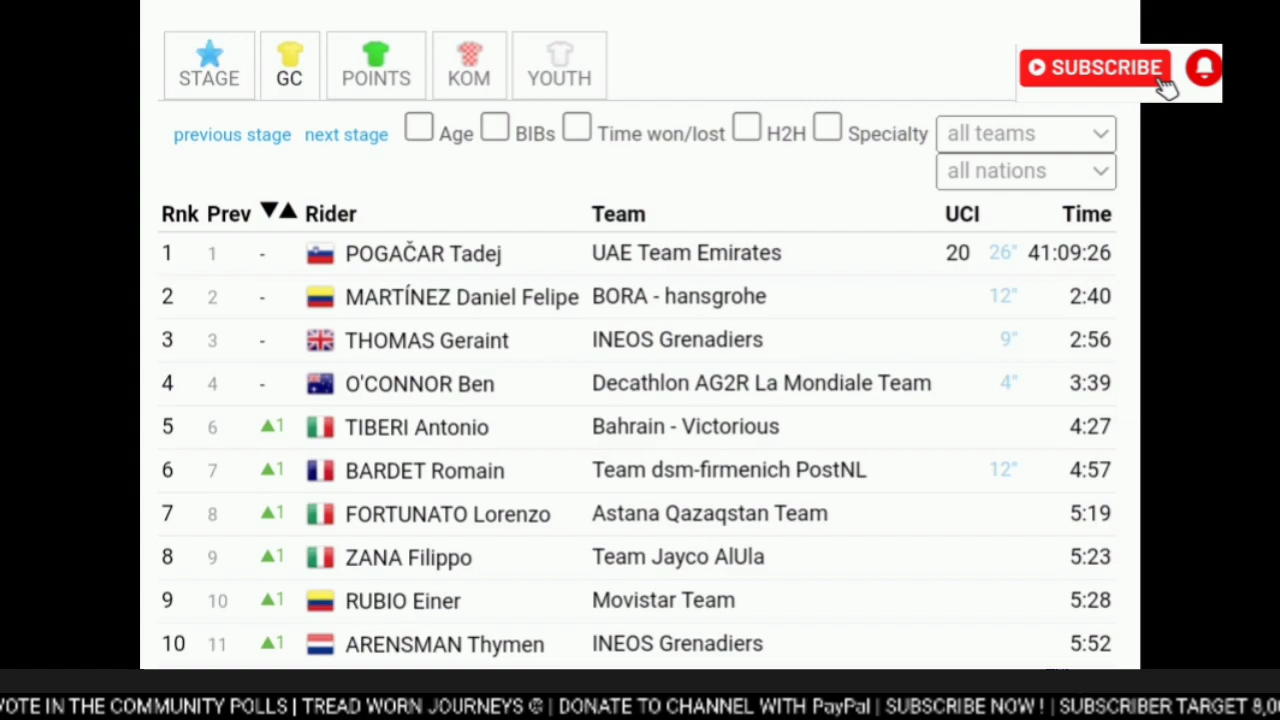 STAGE GC POINTS KOM YOUTH
SUBSCRIBE
previous stage next stage Age BIBs Time won/lost H2H Specialty all teams
all nations
Rnk Prev ▼▲ Rider Team UCI Time
1 1 - POGAČAR Tadej UAE Team Emirates 20 26" 41:09:26
2 2 - MARTÍNEZ Daniel Felipe BORA - hansgrohe 12" 2:40
3 3 - THOMAS Geraint INEOS Grenadiers 9" 2:56
4 4 - O'CONNOR Ben Decathlon AG2R La Mondiale Team 4" 3:39
5 6 ▲1 TIBERI Antonio Bahrain - Victorious 4:27
6 7 ▲1 BARDET Romain Team dsm-firmenich PostNL 12" 4:57
7 8 ▲1 FORTUNATO Lorenzo Astana Qazaqstan Team 5:19
8 9 ▲1 ZANA Filippo Team Jayco AlUla 5:23
9 10 ▲1 RUBIO Einer Movistar Team 5:28
10 11 ▲1 ARENSMAN Thymen INEOS Grenadiers 5:52
VOTE IN THE COMMUNITY POLLS | TREAD WORN JOURNEYS © | DONATE TO CHANNEL WITH PayPal | SUBSCRIBE NOW ! | SUBSCRIBER TARGET 8,0